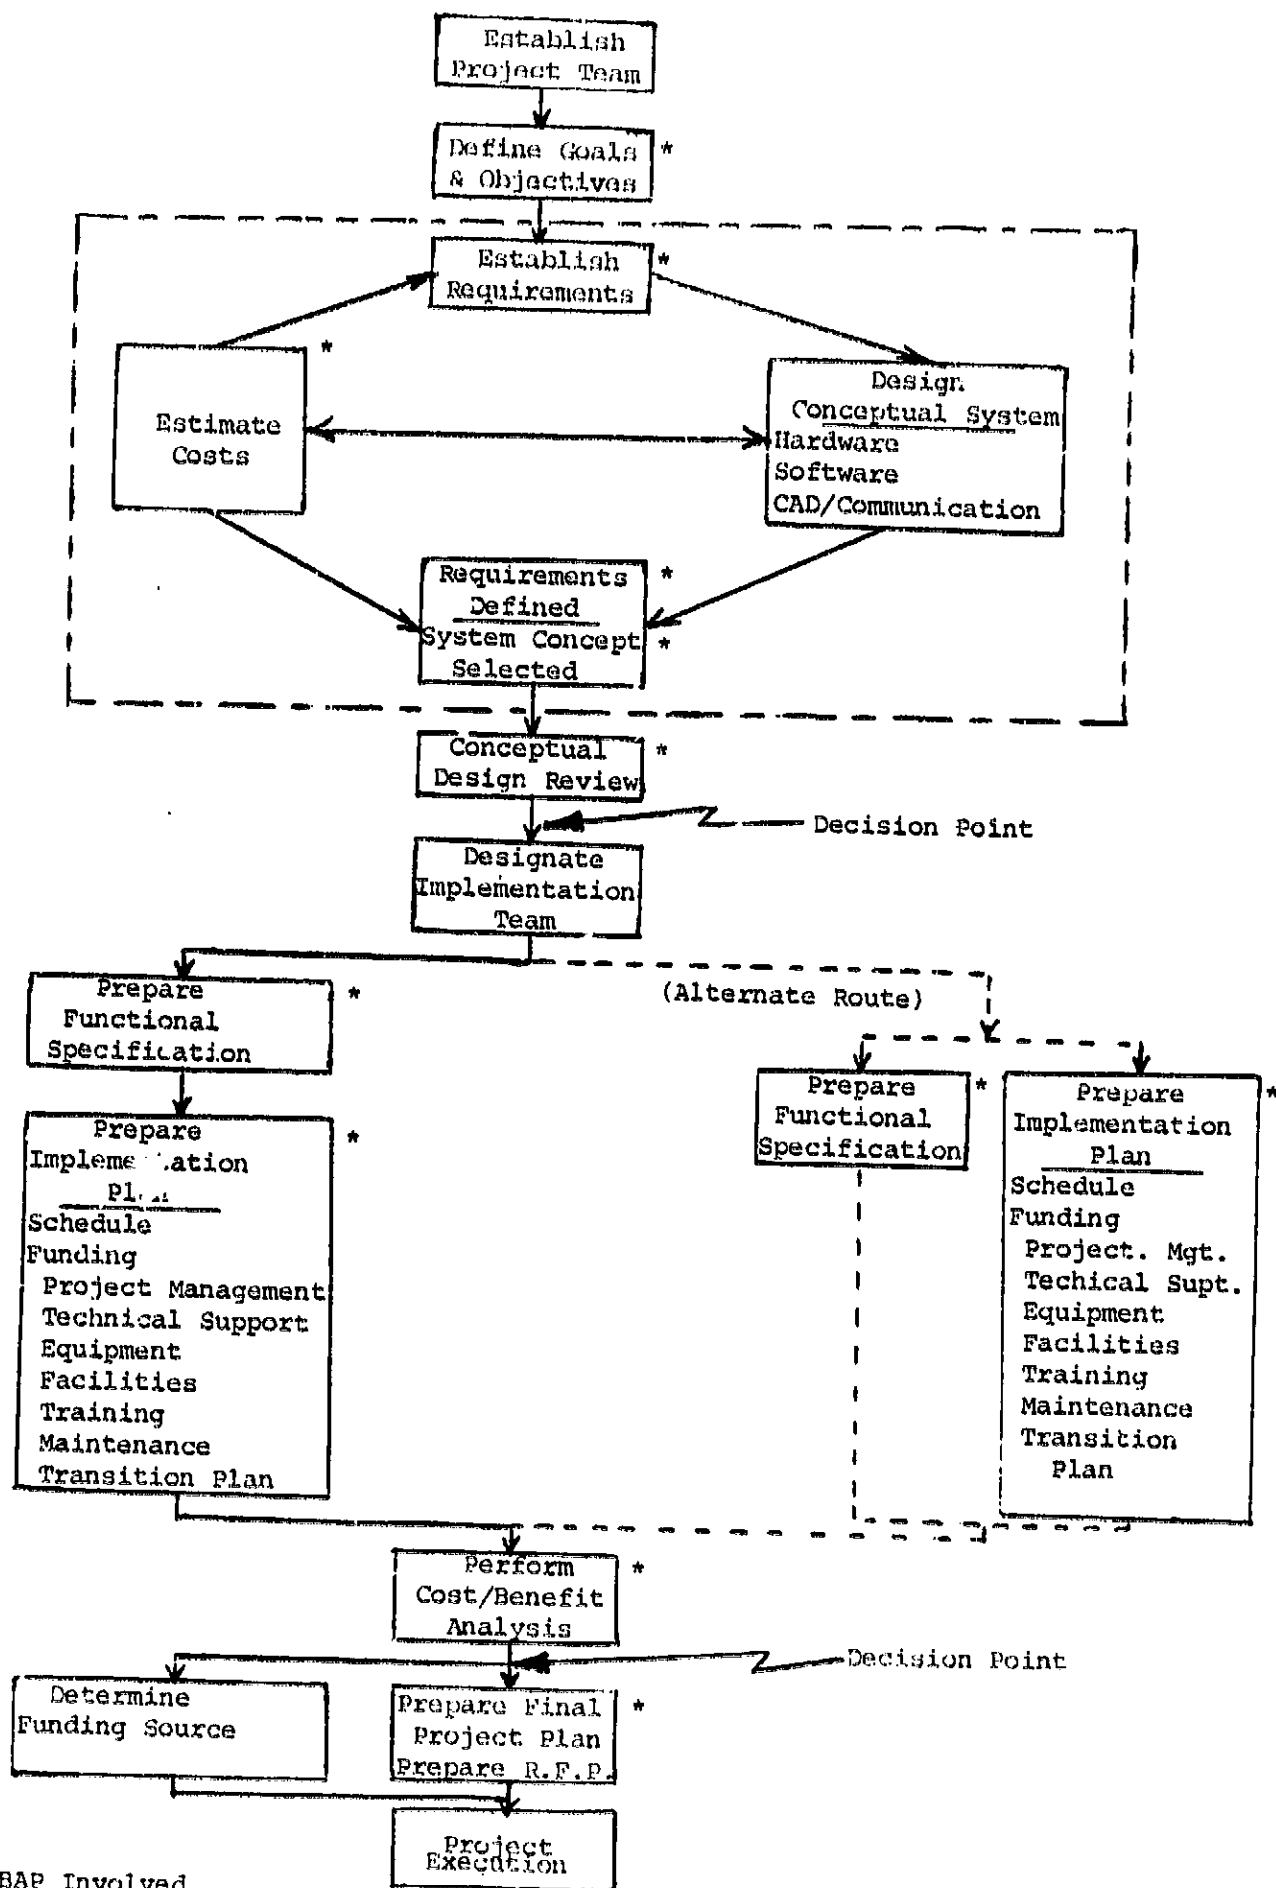 Establish
Project Team
Define Goals *
& Objectives
Establish *
Requirements
*
Estimate
Costs
Design
Conceptual System
Hardware
Software
CAD/Communication
Requirements *
Defined
System Concept *
Selected
Conceptual *
Design Review
Decision Point
Designate
Implementation
Team
(Alternate Route)
Prepare *
Functional
Specification
Prepare *
Implementation
Plan
Schedule
Funding
Project Management
Technical Support
Equipment
Facilities
Training
Maintenance
Transition Plan
Prepare *
Functional
Specification
Prepare *
Implementation
Plan
Schedule
Funding
Project. Mgt.
Techical Supt.
Equipment
Facilities
Training
Maintenance
Transition
Plan
Perform *
Cost/Benefit
Analysis
Decision Point
Determine
Funding Source
Prepare Final *
Project Plan
Prepare R.F.P.
Project
Execution
BAP Involved